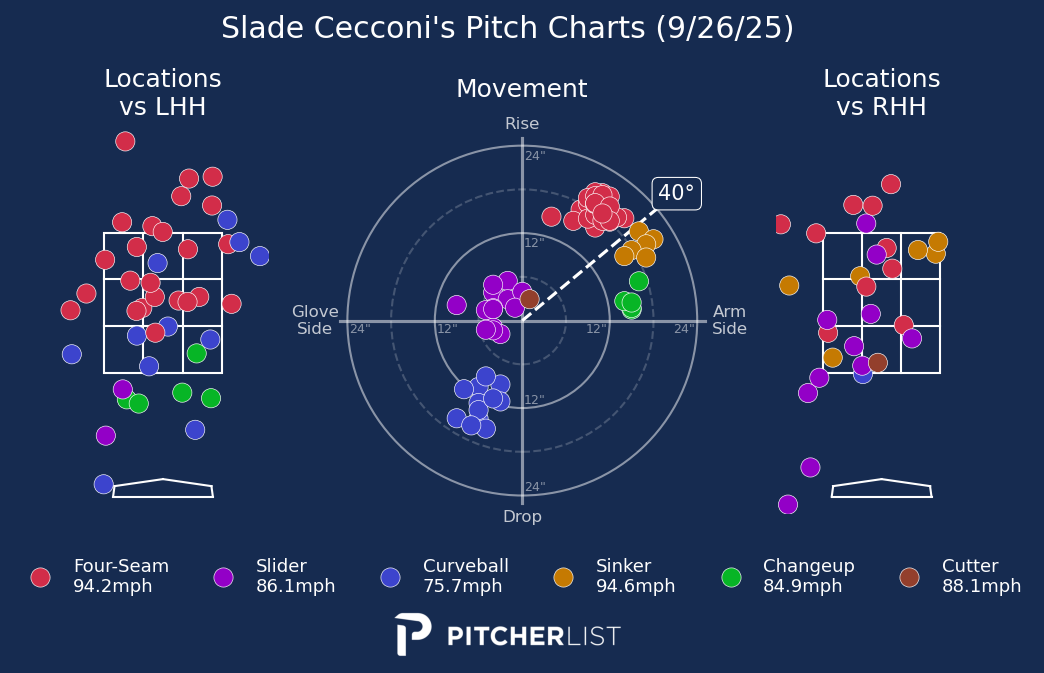 Slade Cecconi's Pitch Charts (9/26/25)
Locations
vs LHH
Movement
Locations
vs RHH
Rise
24"
40°
12"
Glove
Side
24"
12"
12"
24"
Arm
Side
12"
24"
Drop
Four-Seam
94.2mph
Slider
86.1mph
Curveball
75.7mph
Sinker
94.6mph
Changeup
84.9mph
Cutter
88.1mph
PITCHERLIST